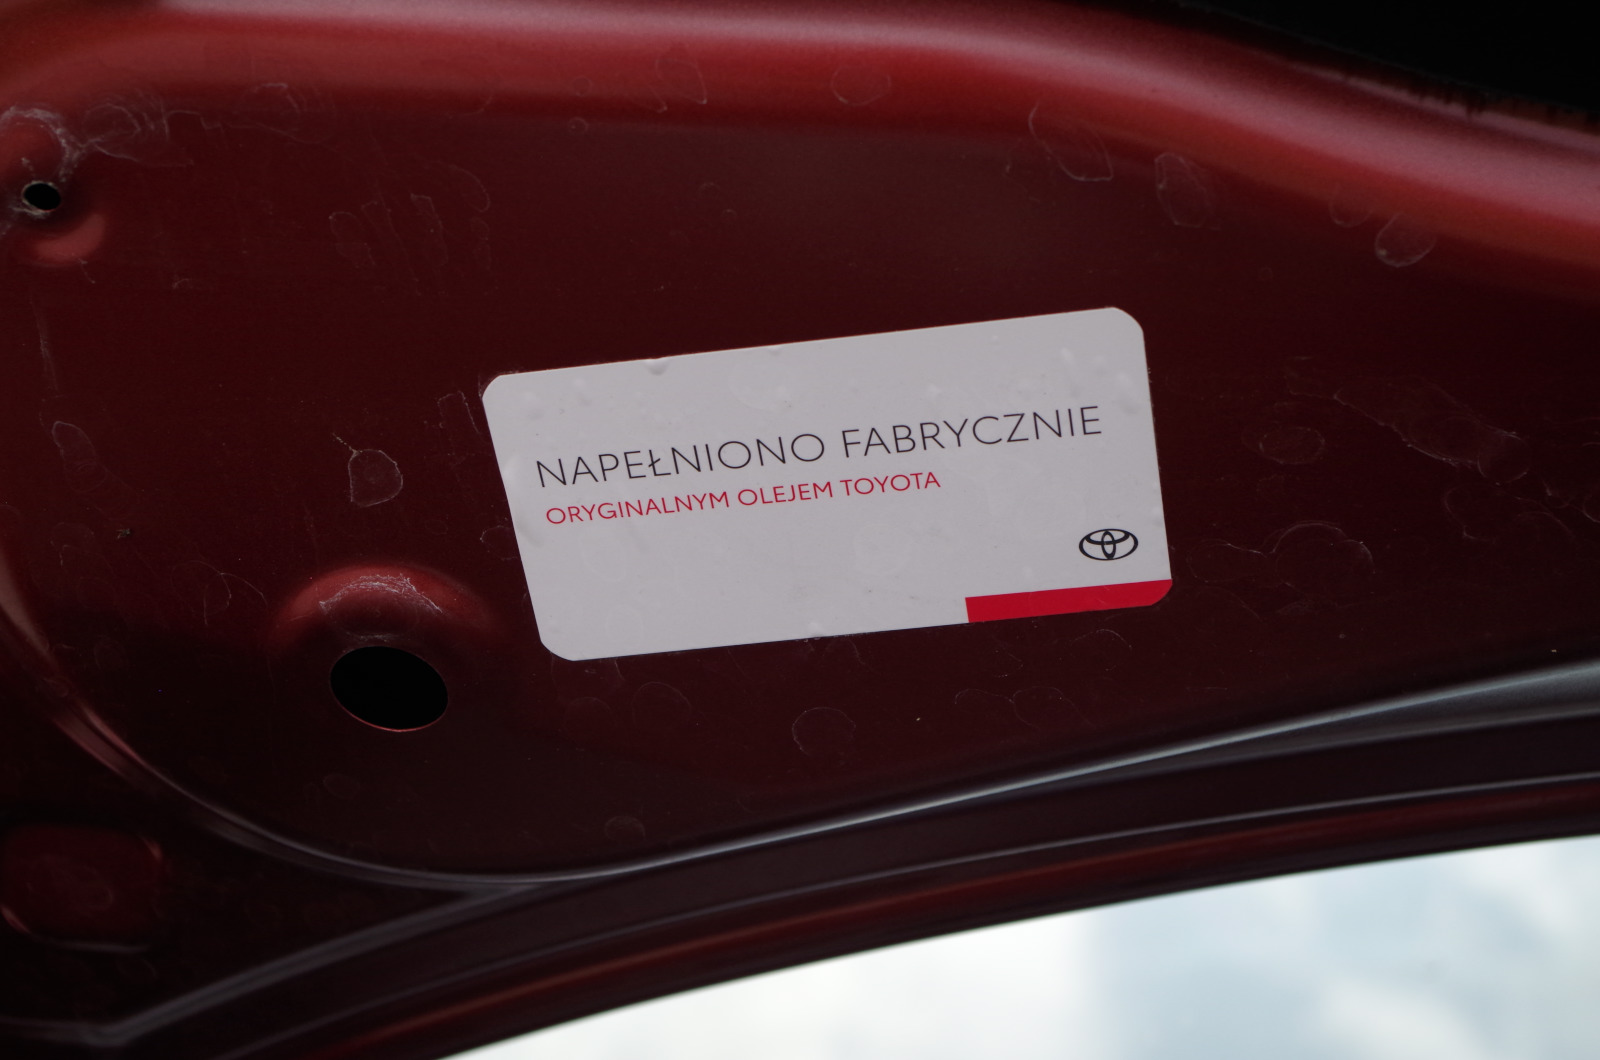 NAPEŁNIONO FABRYCZNIE
ORYGINALNYM OLEJEM TOYOTA